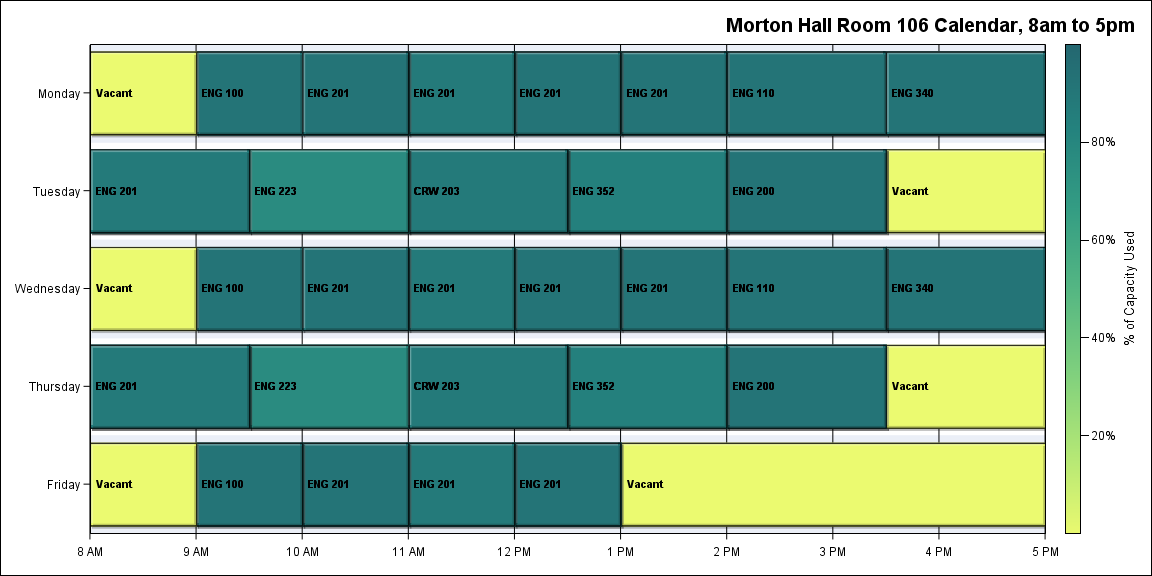 Morton Hall Room 106 Calendar, 8am to 5pm
Monday
Vacant
ENG 100
ENG 201
ENG 201
ENG 201
ENG 201
ENG 110
ENG 340
Tuesday
ENG 201
ENG 223
CRW 203
ENG 352
ENG 200
Vacant
Wednesday
Vacant
ENG 100
ENG 201
ENG 201
ENG 201
ENG 201
ENG 110
ENG 340
Thursday
ENG 201
ENG 223
CRW 203
ENG 352
ENG 200
Vacant
Friday
Vacant
ENG 100
ENG 201
ENG 201
ENG 201
Vacant
8 AM
9 AM
10 AM
11 AM
12 PM
1 PM
2 PM
3 PM
4 PM
5 PM
80%
60%
40%
20%
% of Capacity Used